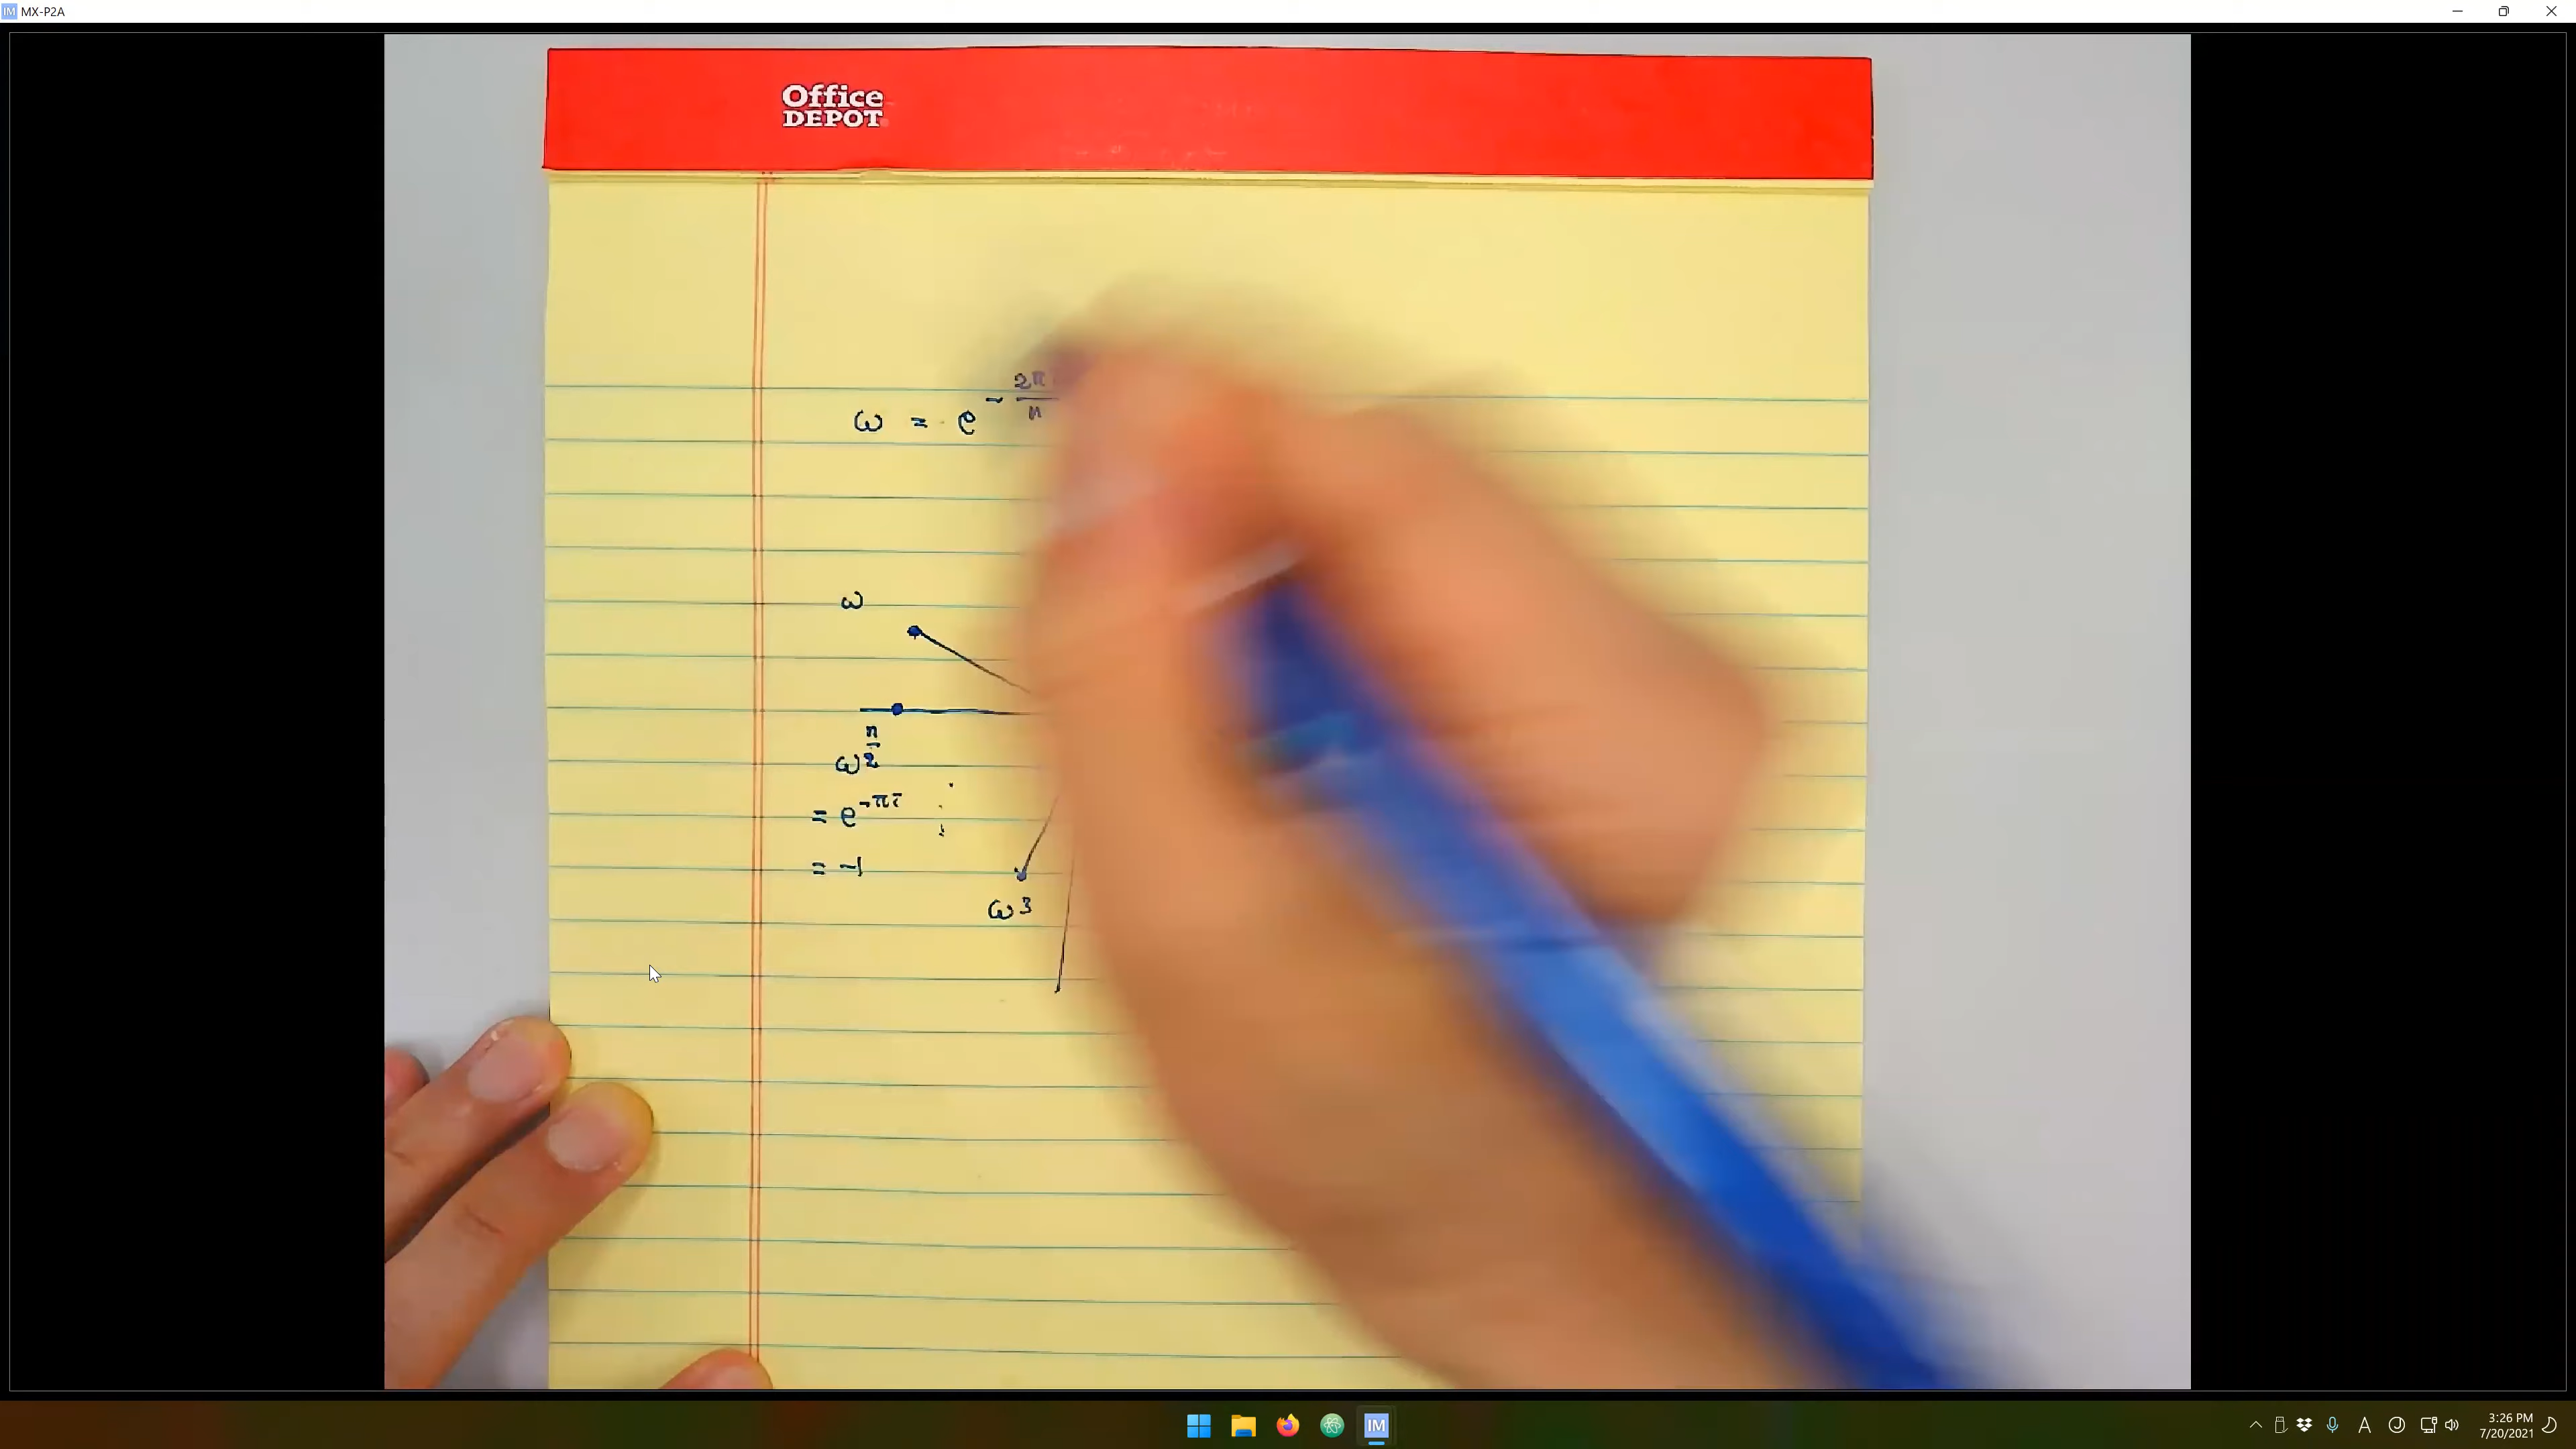 MX-P2A
Office
DEPOT
ω = e^-2π/n
ω
ω^n/2
= e^-πi
= -1
ω^3
3:26 PM
7/20/2021